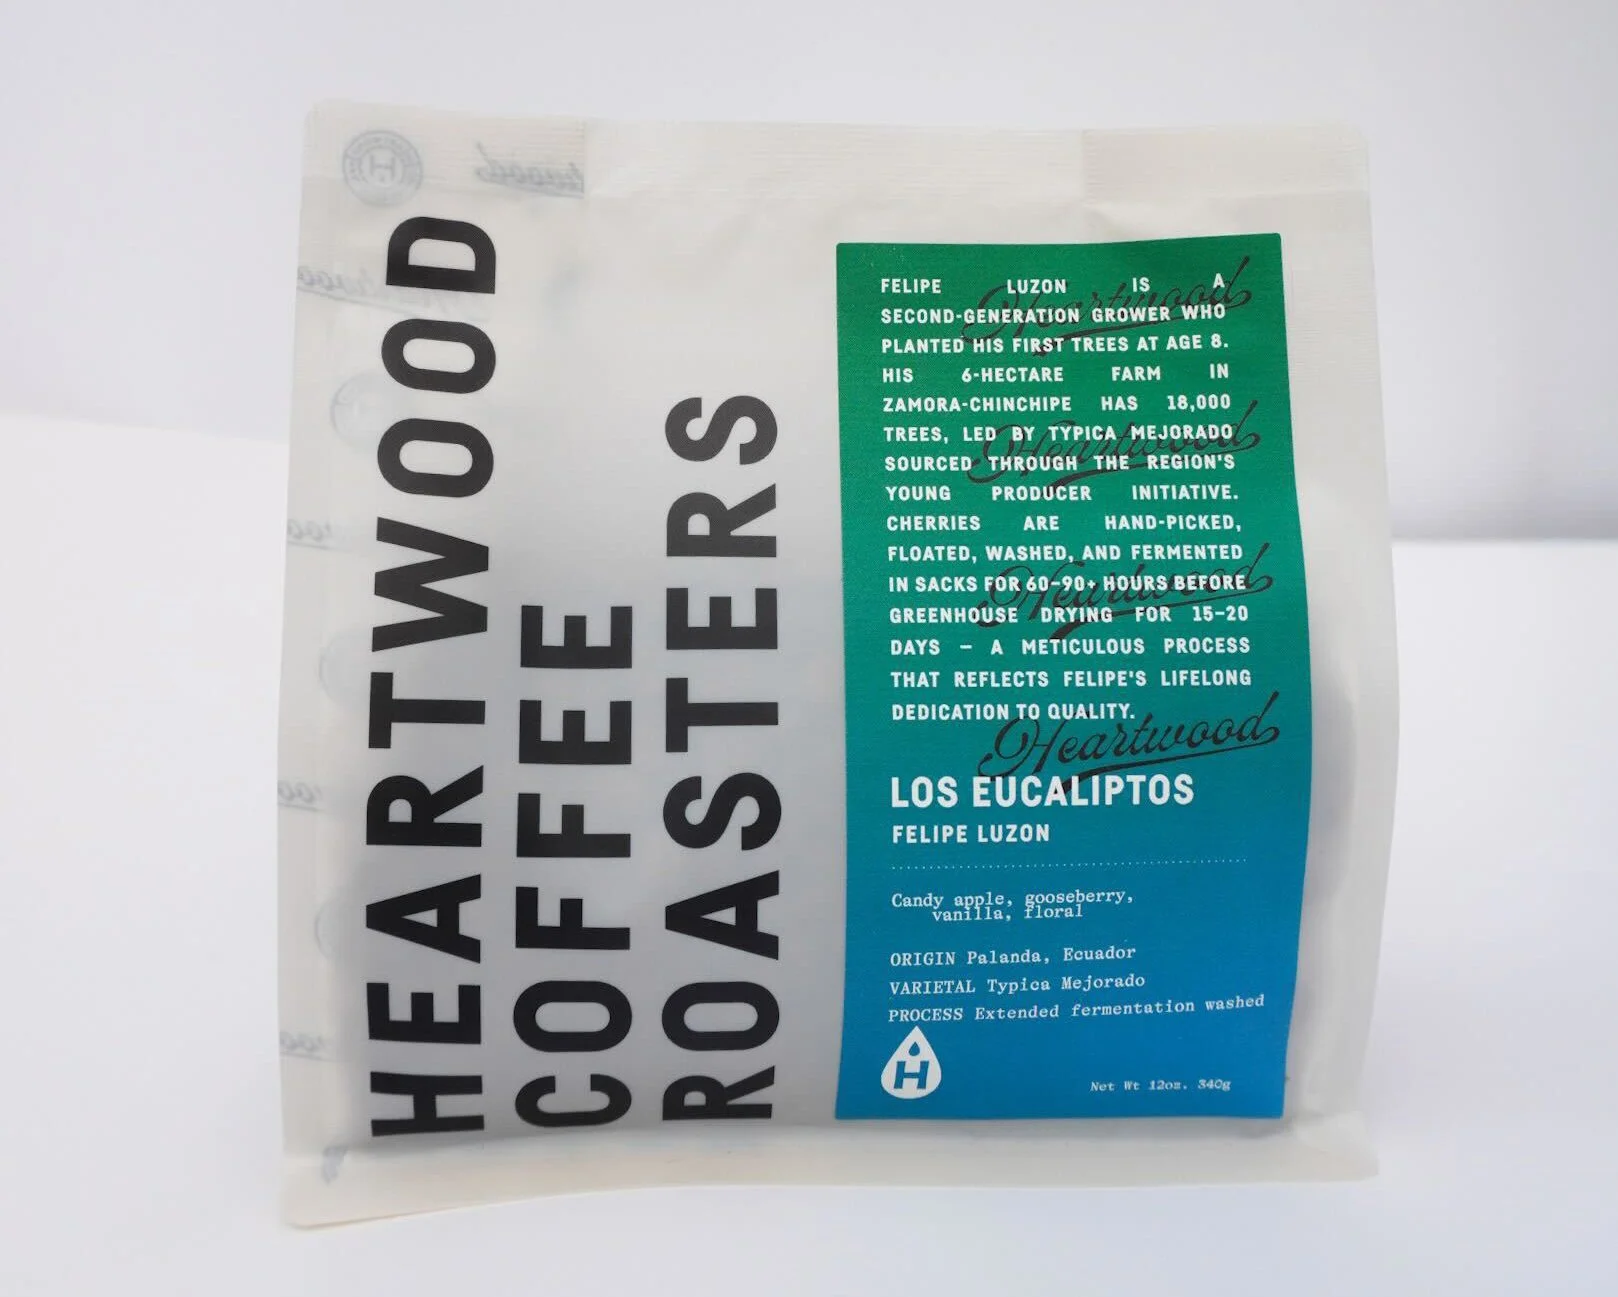 HEARTWOOD
COFFEE
ROASTERS
FELIPE LUZON IS A
SECOND-GENERATION GROWER WHO
PLANTED HIS FIRST TREES AT AGE 8.
HIS 6-HECTARE FARM IN
ZAMORA-CHINCHIPE HAS 18,000
TREES, LED BY TYPICA MEJORADO
SOURCED THROUGH THE REGION'S
YOUNG PRODUCER INITIATIVE.
CHERRIES ARE HAND-PICKED,
FLOATED, WASHED, AND FERMENTED
IN SACKS FOR 60-90+ HOURS BEFORE
GREENHOUSE DRYING FOR 15-20
DAYS – A METICULOUS PROCESS
THAT REFLECTS FELIPE'S LIFELONG
DEDICATION TO QUALITY.
Heartwood
Heartwood
Heartwood
Heartwood
LOS EUCALIPTOS
FELIPE LUZON
Candy apple, gooseberry,
vanilla, floral
ORIGIN Palanda, Ecuador
VARIETAL Typica Mejorado
PROCESS Extended fermentation washed
H
Net Wt 12oz. 340g